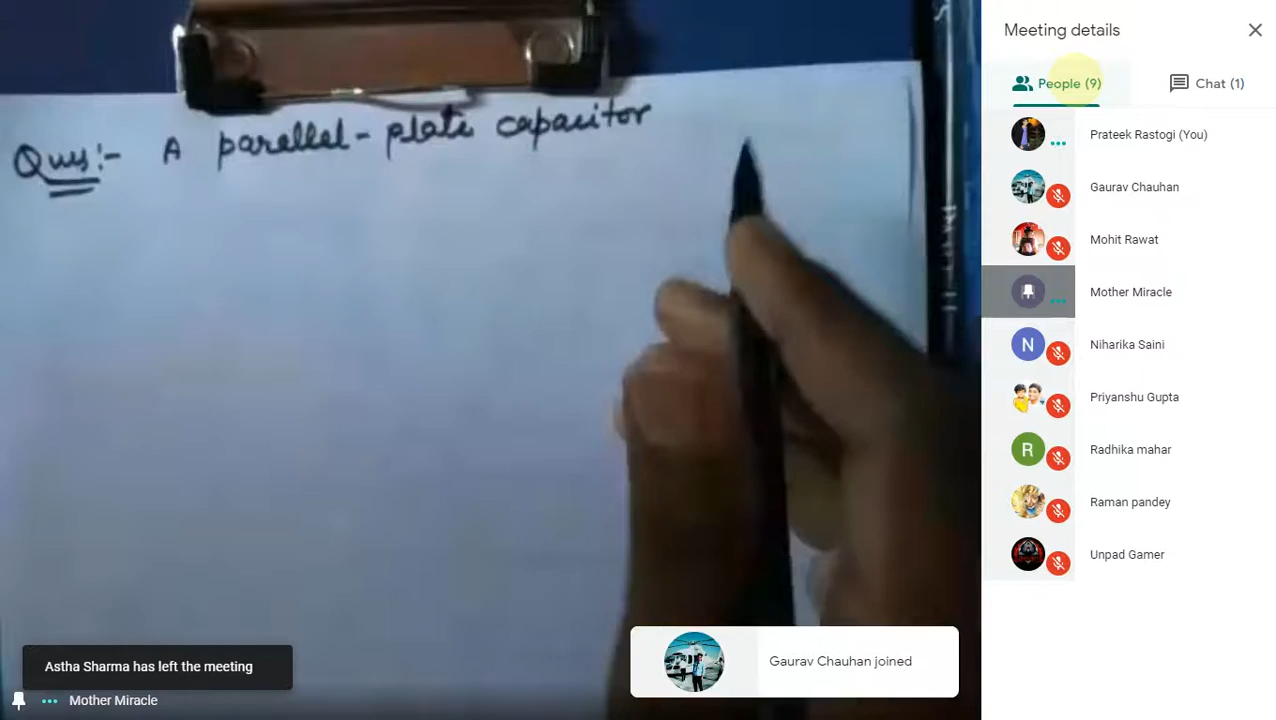 Ques:- A parallel-plate capacitor
Astha Sharma has left the meeting
Mother Miracle
Gaurav Chauhan joined
Meeting details
People (9)
Chat (1)
Prateek Rastogi (You)
Gaurav Chauhan
Mohit Rawat
Mother Miracle
N Niharika Saini
Priyanshu Gupta
R Radhika mahar
Raman pandey
Unpad Gamer